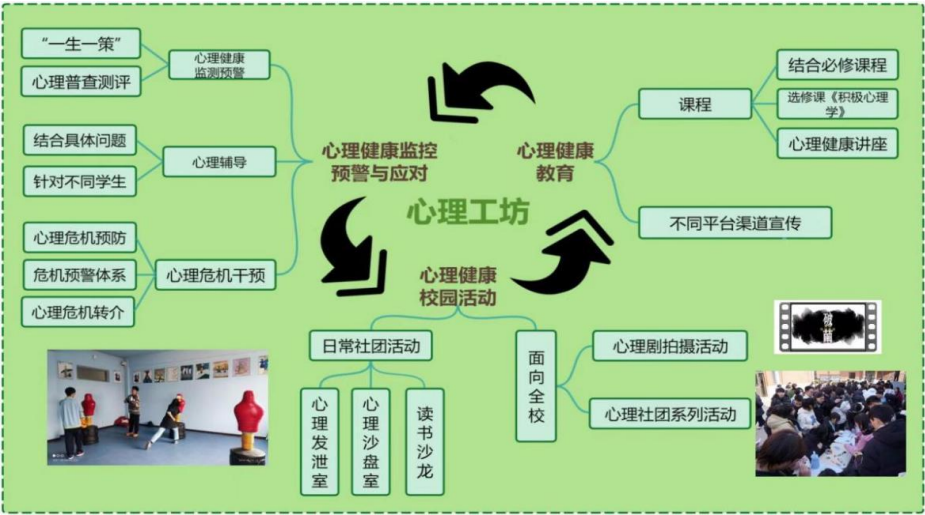 “一生一策”
心理普查测评
心理健康
监测预警
结合具体问题
针对不同学生
心理辅导
心理危机预防
危机预警体系
心理危机转介
心理危机干预
心理健康监控
预警与应对
心理健康
教育
心理工坊
心理健康
校园活动
课程
结合必修课程
选修课《积极心理
学》
心理健康讲座
不同平台渠道宣传
日常社团活动
心理发泄室
心理沙盘室
读书沙龙
面向全校
心理剧拍摄活动
心理社团系列活动